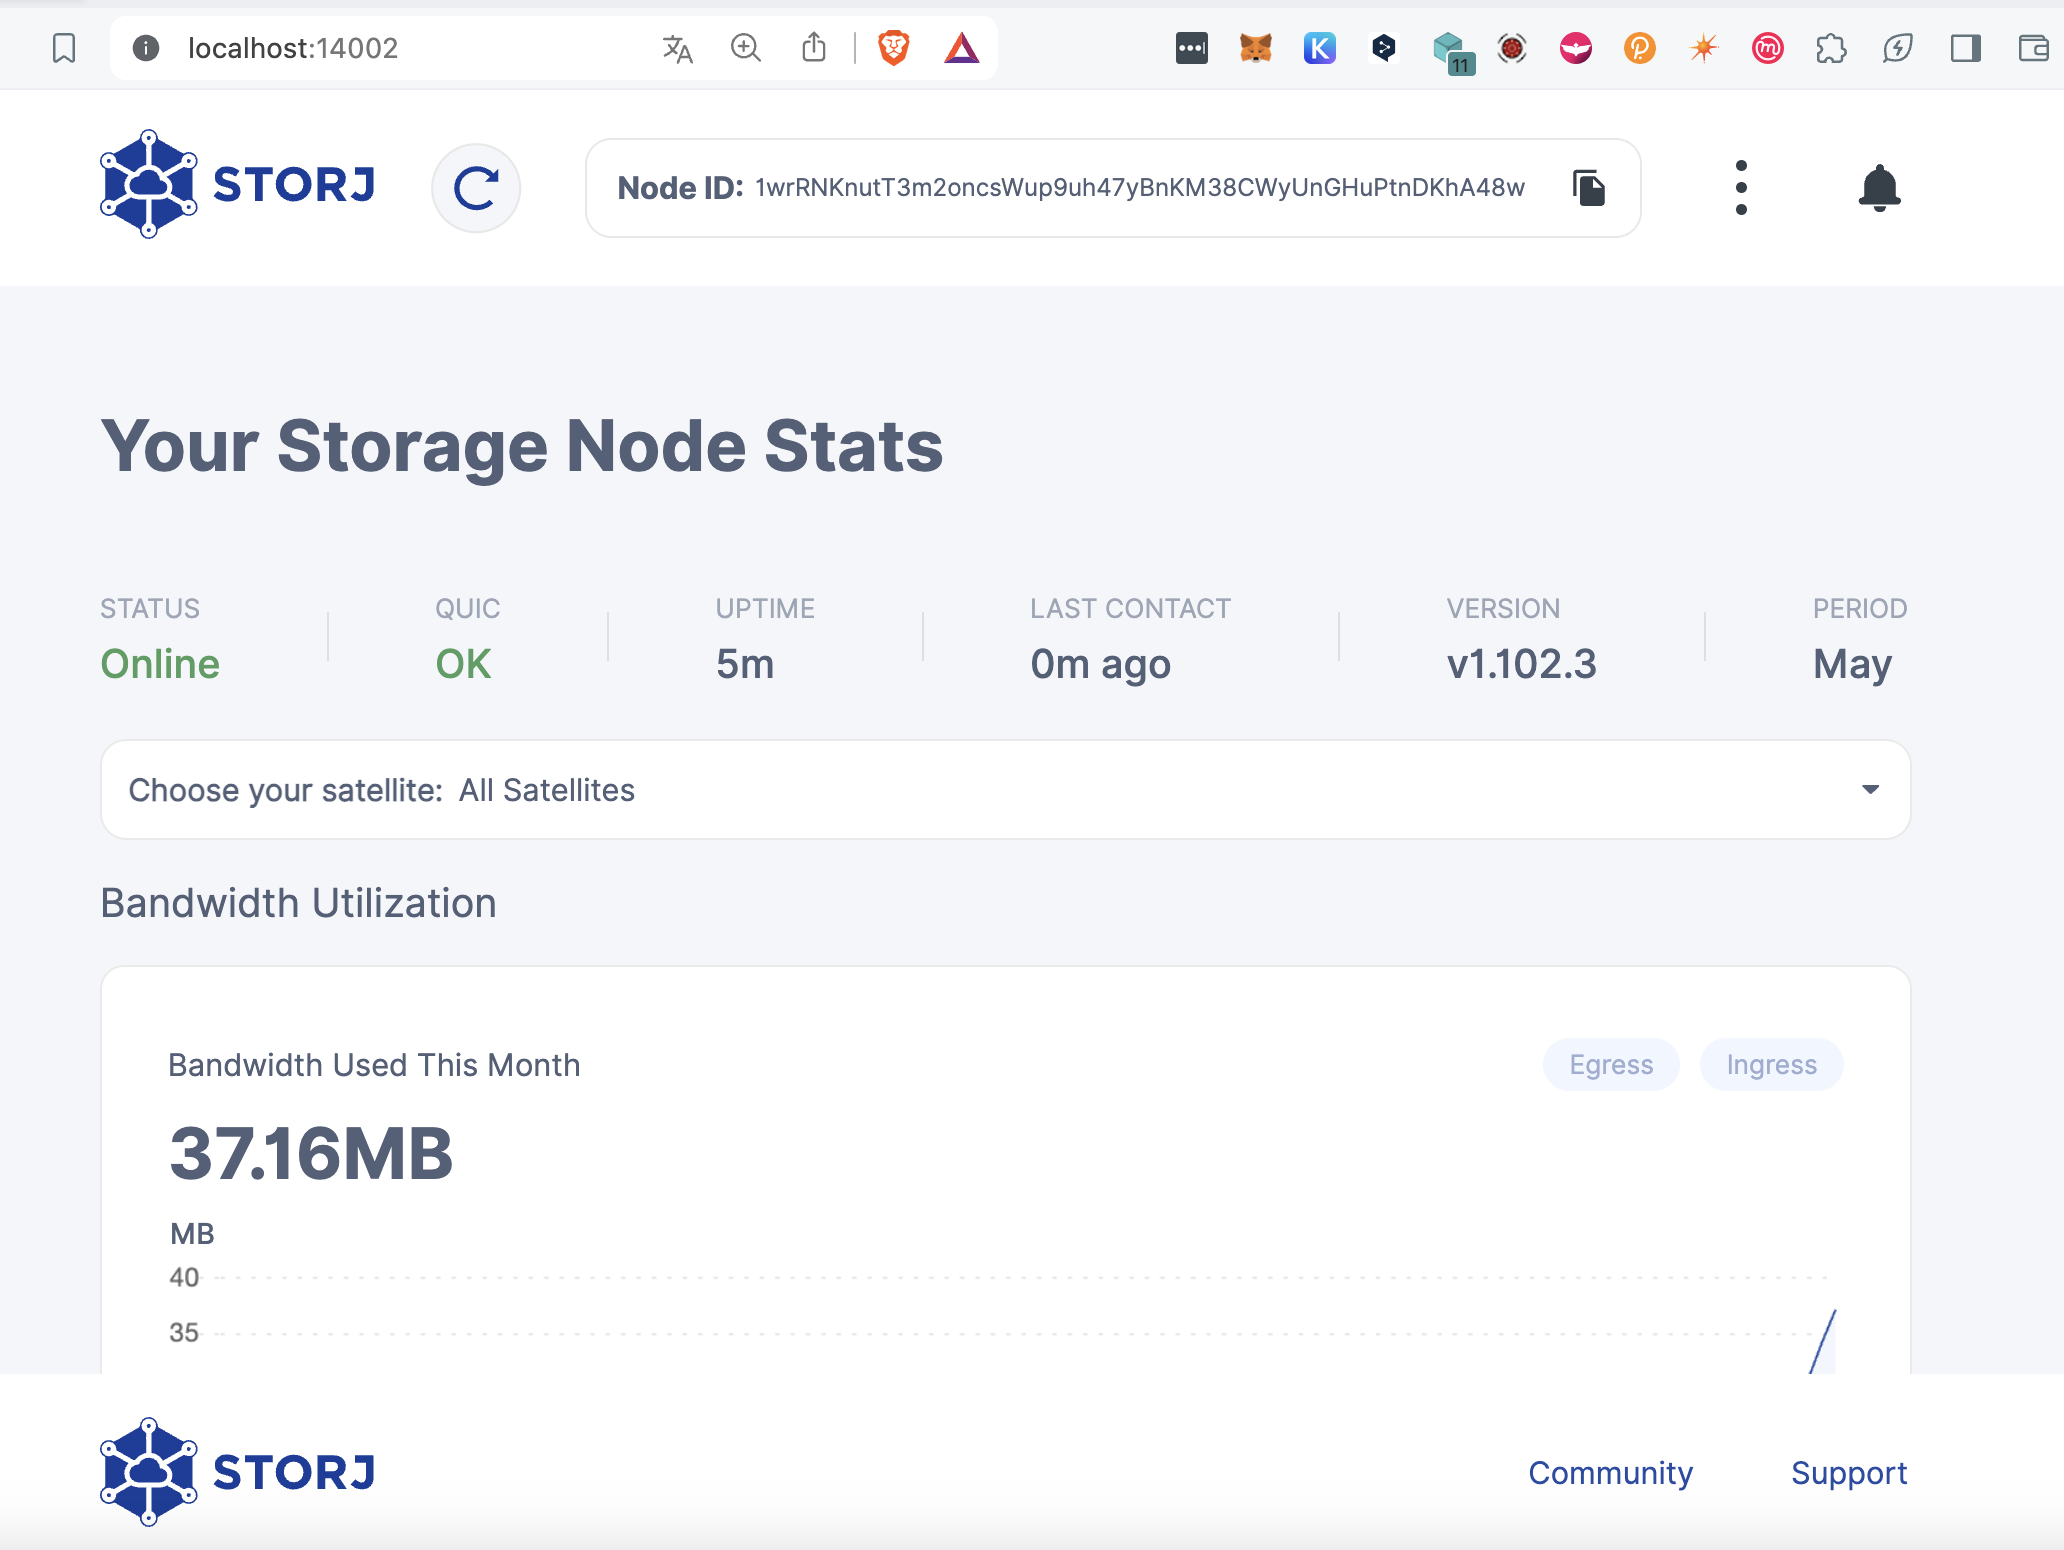 localhost:14002
11
STORJ
Node ID: 1wrRNKnutT3m2oncsWup9uh47yBnKM38CWyUnGHuPtnDKhA48w
Your Storage Node Stats
STATUS QUIC UPTIME LAST CONTACT VERSION PERIOD
Online OK 5m 0m ago v1.102.3 May
Choose your satellite: All Satellites
Bandwidth Utilization
Bandwidth Used This Month Egress Ingress
37.16MB
MB
40
35
STORJ
Community Support